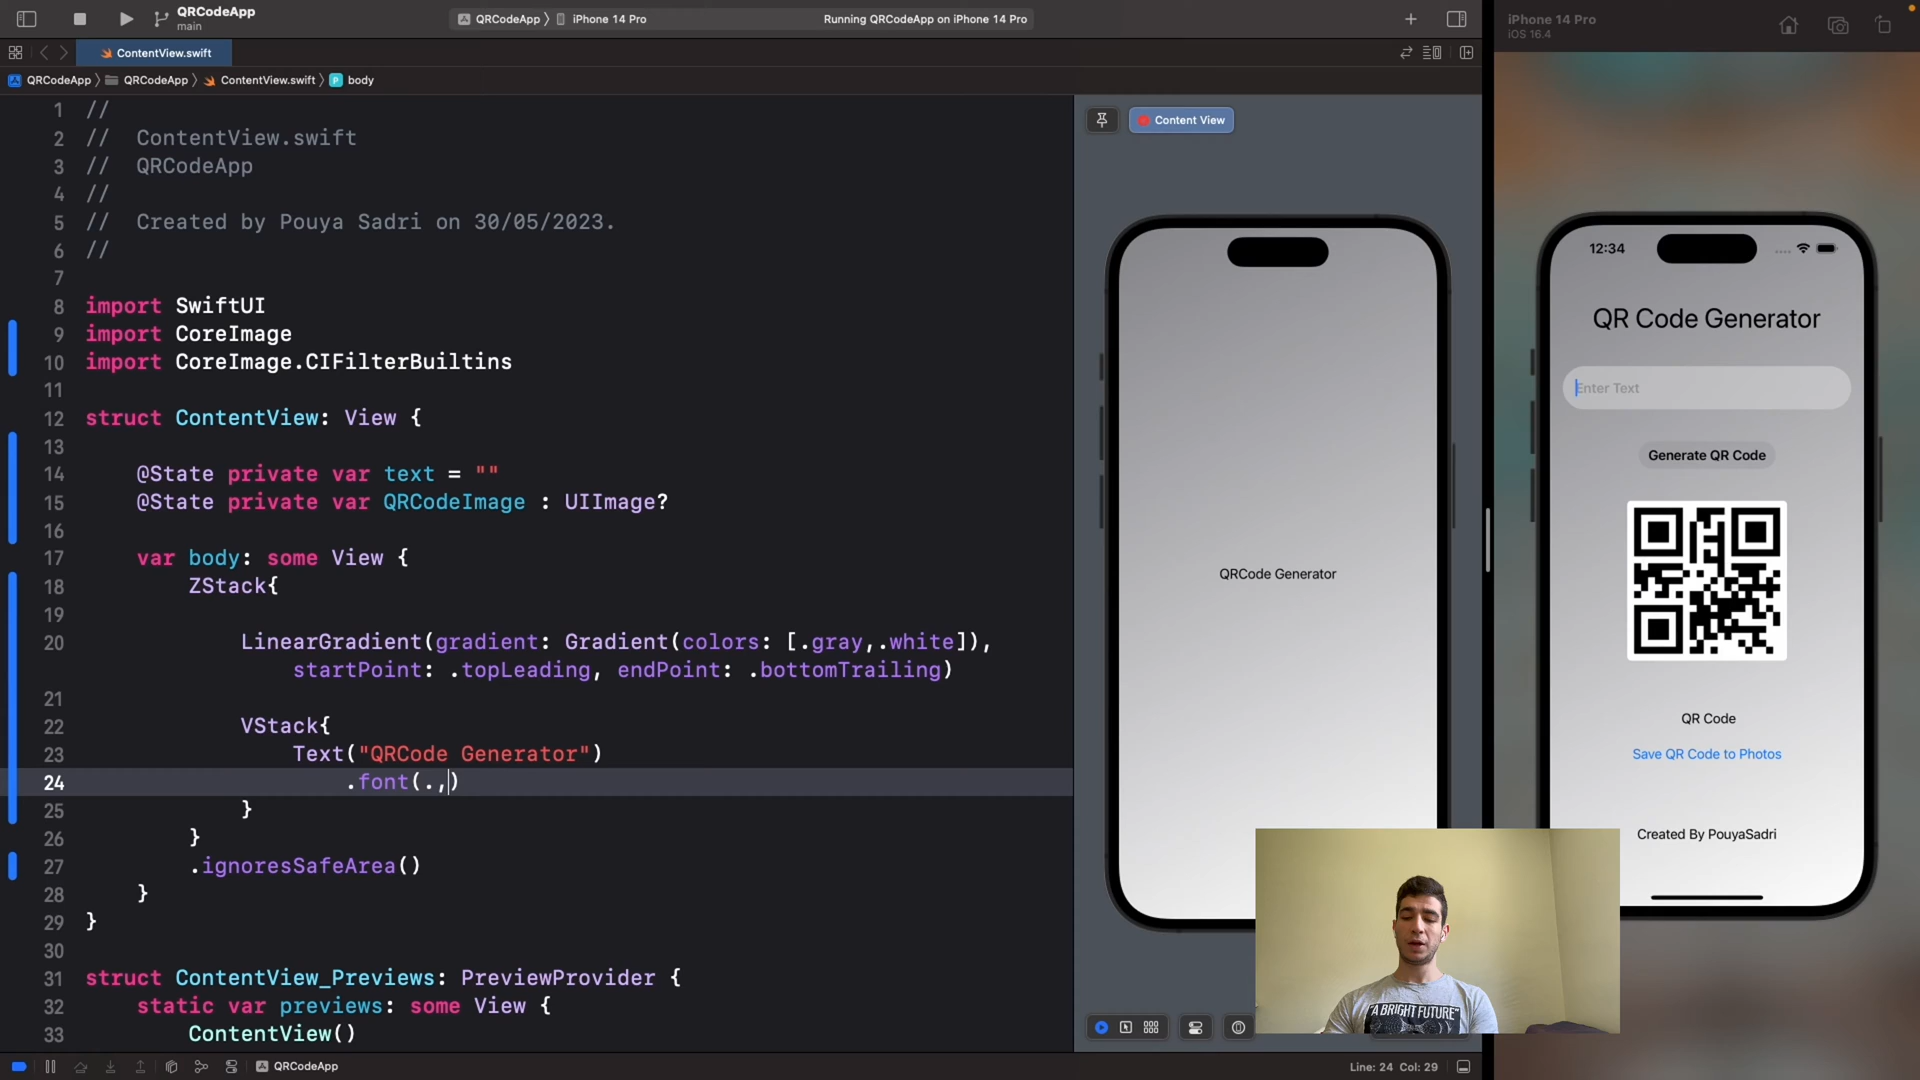 QRCodeApp
main
QRCodeApp
iPhone 14 Pro
Running QRCodeApp on iPhone 14 Pro
iPhone 14 Pro
iOS 16.4
ContentView.swift
QRCodeApp
QRCodeApp
ContentView.swift
P
body
1 //
2 // ContentView.swift
3 // QRCodeApp
4 //
5 // Created by Pouya Sadri on 30/05/2023.
6 //
7
8 import SwiftUI
9 import CoreImage
10 import CoreImage.CIFilterBuiltins
11
12 struct ContentView: View {
13
14 @State private var text = ""
15 @State private var QRCodeImage : UIImage?
16
17 var body: some View {
18 ZStack{
19
20 LinearGradient(gradient: Gradient(colors: [.gray,.white]),
startPoint: .topLeading, endPoint: .bottomTrailing)
21
22 VStack{
23 Text("QRCode Generator")
24 .font(.,)
25 }
26 }
27 .ignoresSafeArea()
28 }
29 }
30
31 struct ContentView_Previews: PreviewProvider {
32 static var previews: some View {
33 ContentView()
Content View
QRCode Generator
12:34
QR Code Generator
Enter Text
Generate QR Code
QR Code
Save QR Code to Photos
Created By PouyaSadri
"A BRIGHT FUTURE"
QRCodeApp
Line: 24 Col: 29